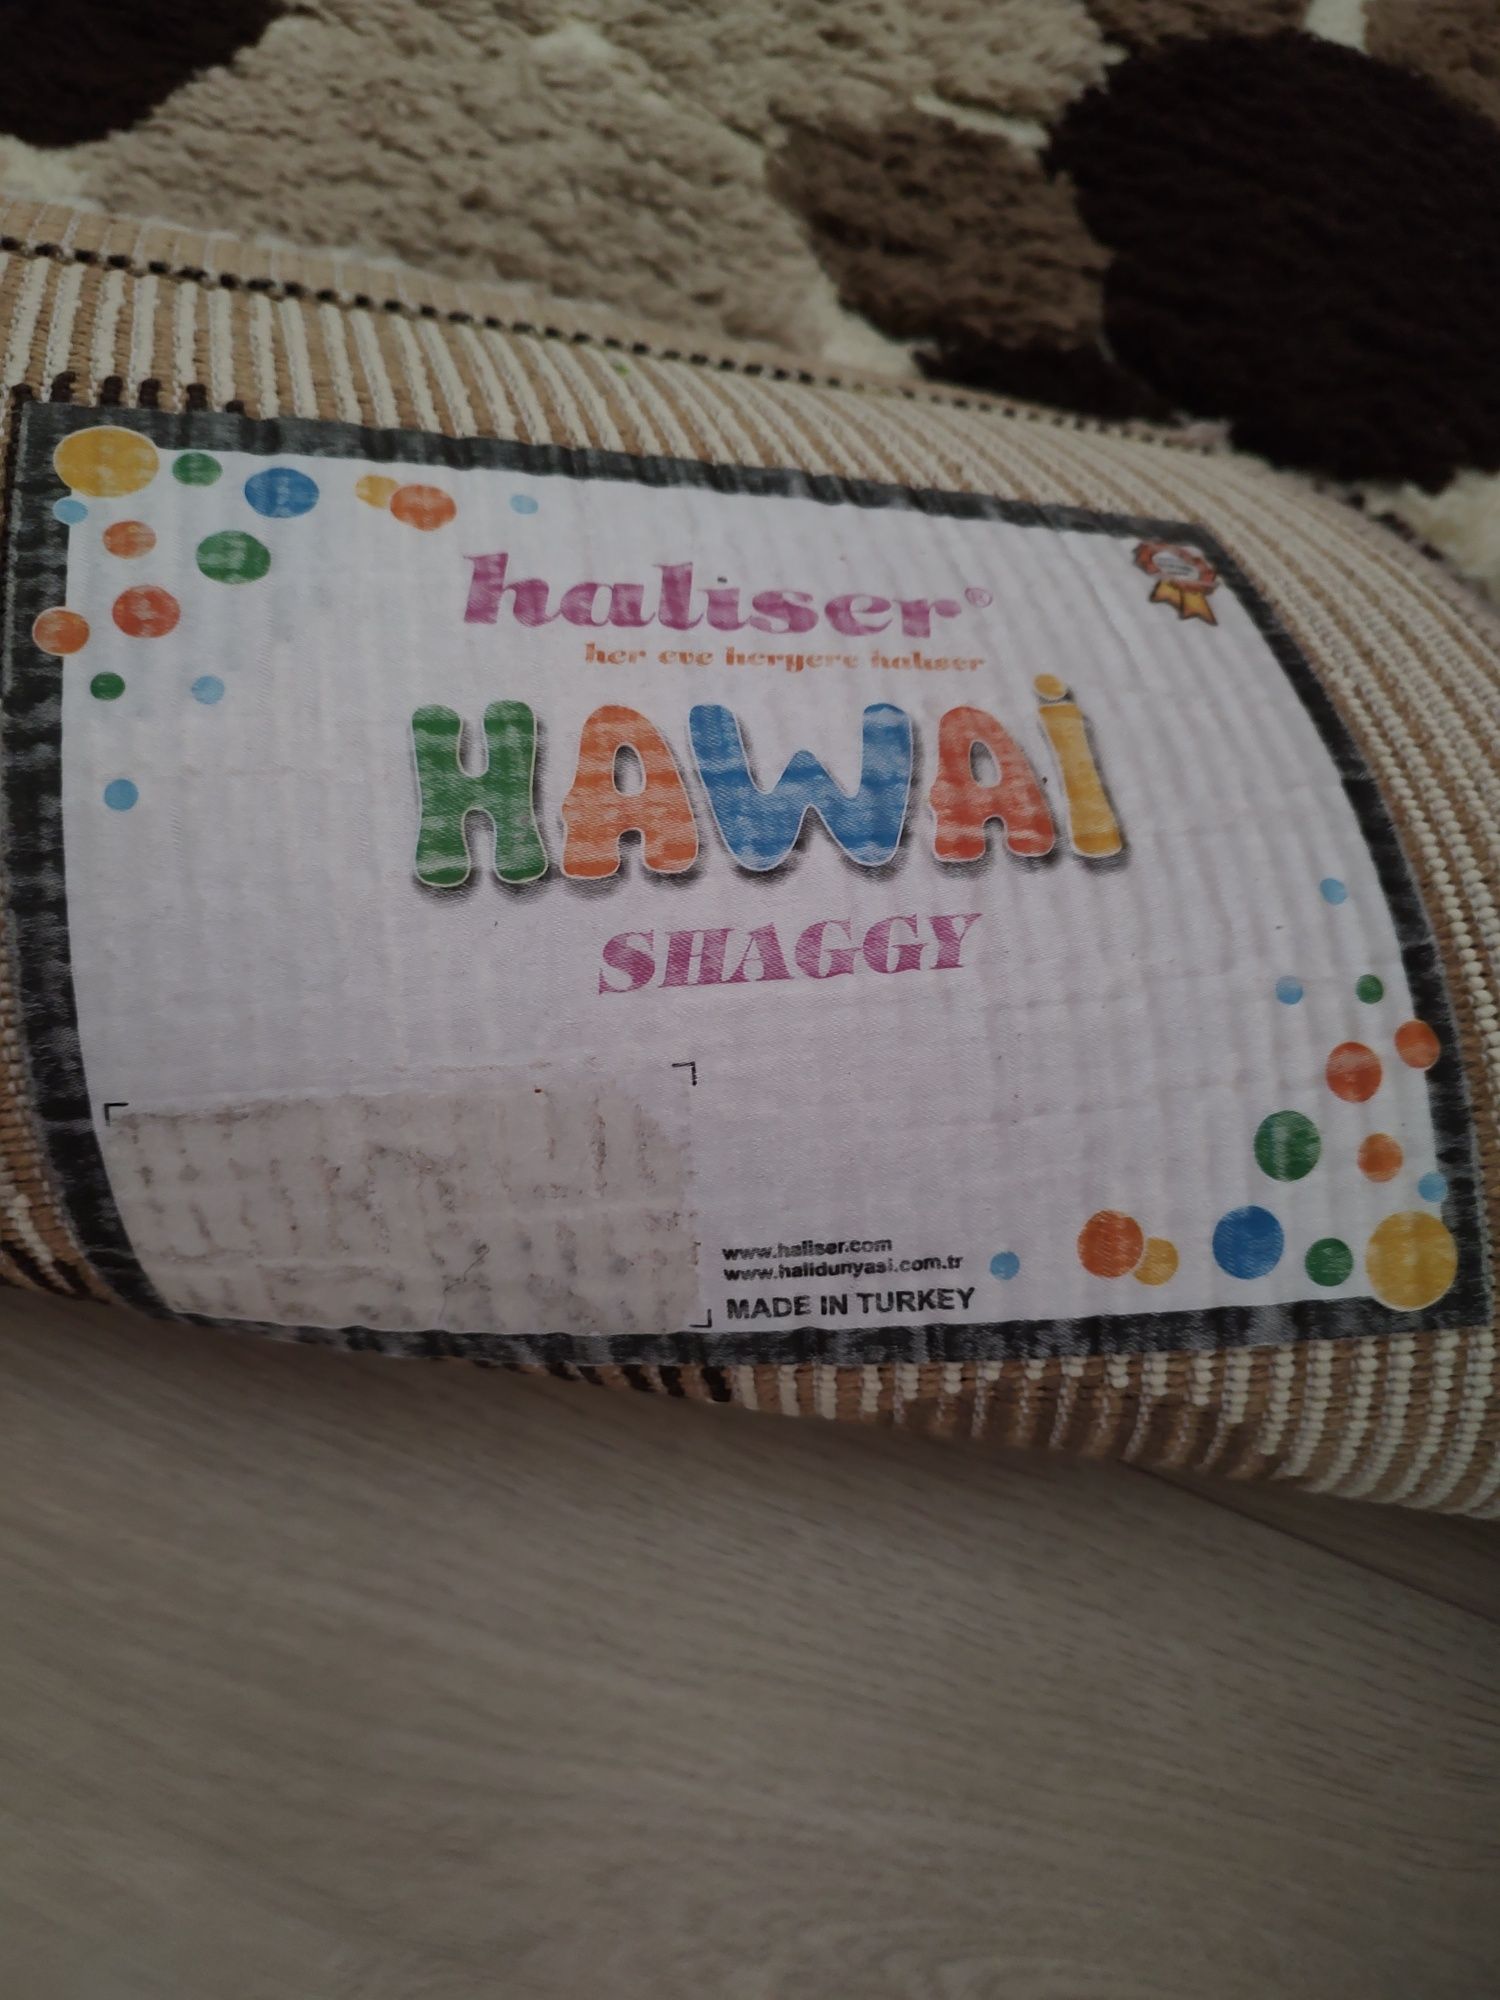 haliser®
her eve heryere haliser
HAWAİ
SHAGGY
www.haliser.com
www.halidunyasi.com.tr
MADE IN TURKEY